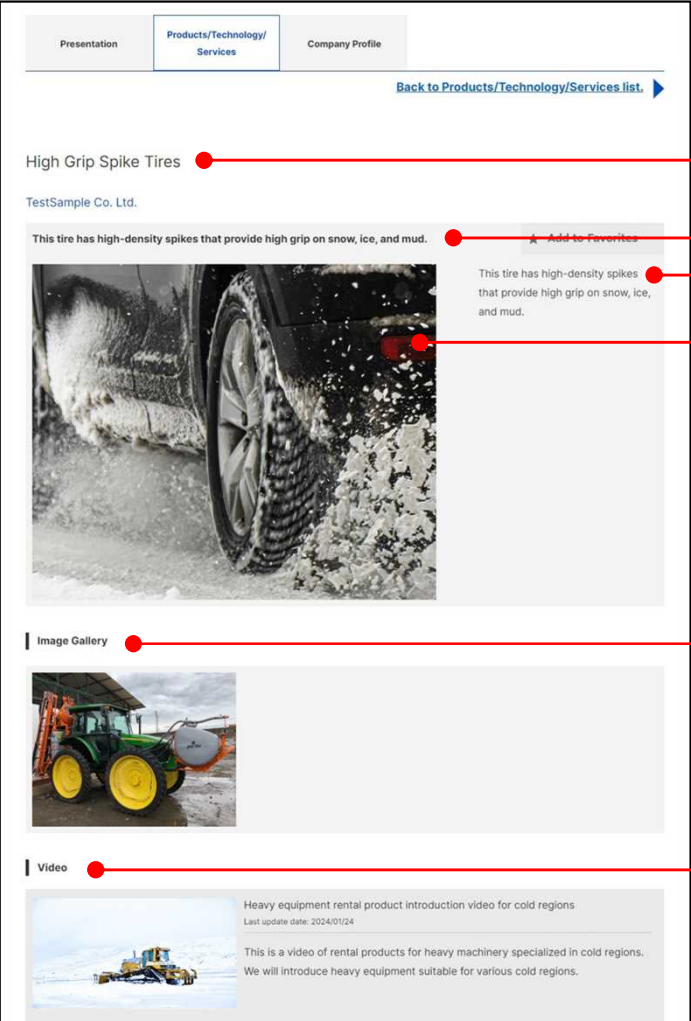 Presentation
Products/Technology/
Services
Company Profile
Back to Products/Technology/Services list.
High Grip Spike Tires
TestSample Co. Ltd.
This tire has high-density spikes that provide high grip on snow, ice, and mud.
★ Add to Favorites
This tire has high-density spikes
that provide high grip on snow, ice,
and mud.
Image Gallery
Video
Heavy equipment rental product introduction video for cold regions
Last update date: 2024/01/24
This is a video of rental products for heavy machinery specialized in cold regions.
We will introduce heavy equipment suitable for various cold regions.